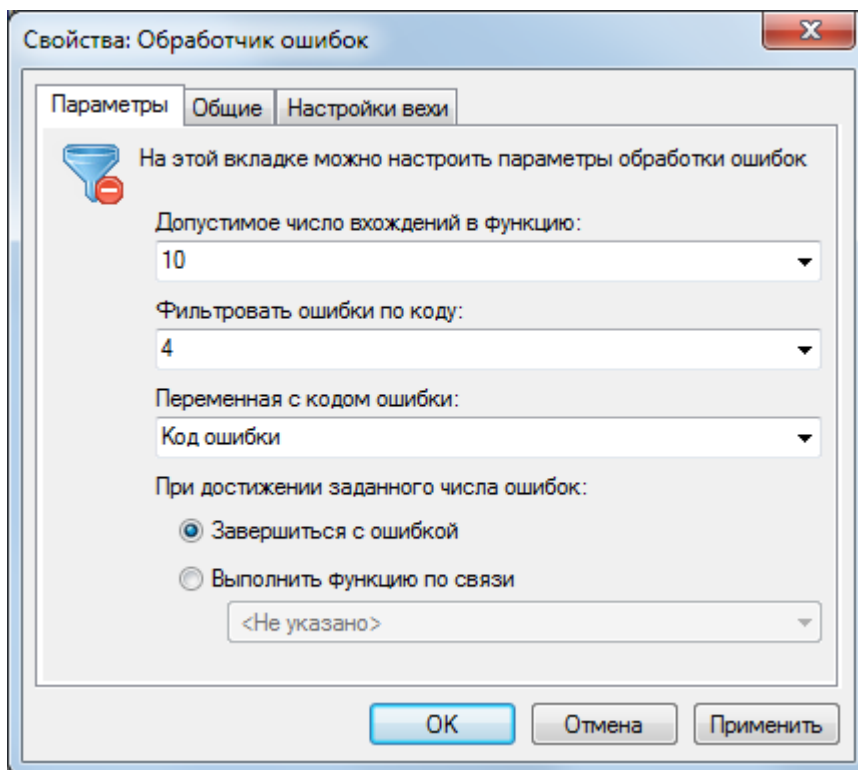 Свойства: Обработчик ошибок
Параметры Общие Настройки вехи
На этой вкладке можно настроить параметры обработки ошибок
Допустимое число вхождений в функцию:
10
Фильтровать ошибки по коду:
4
Переменная с кодом ошибки:
Код ошибки
При достижении заданного числа ошибок:
Завершиться с ошибкой
Выполнить функцию по связи
<Не указано>
OK Отмена Применить